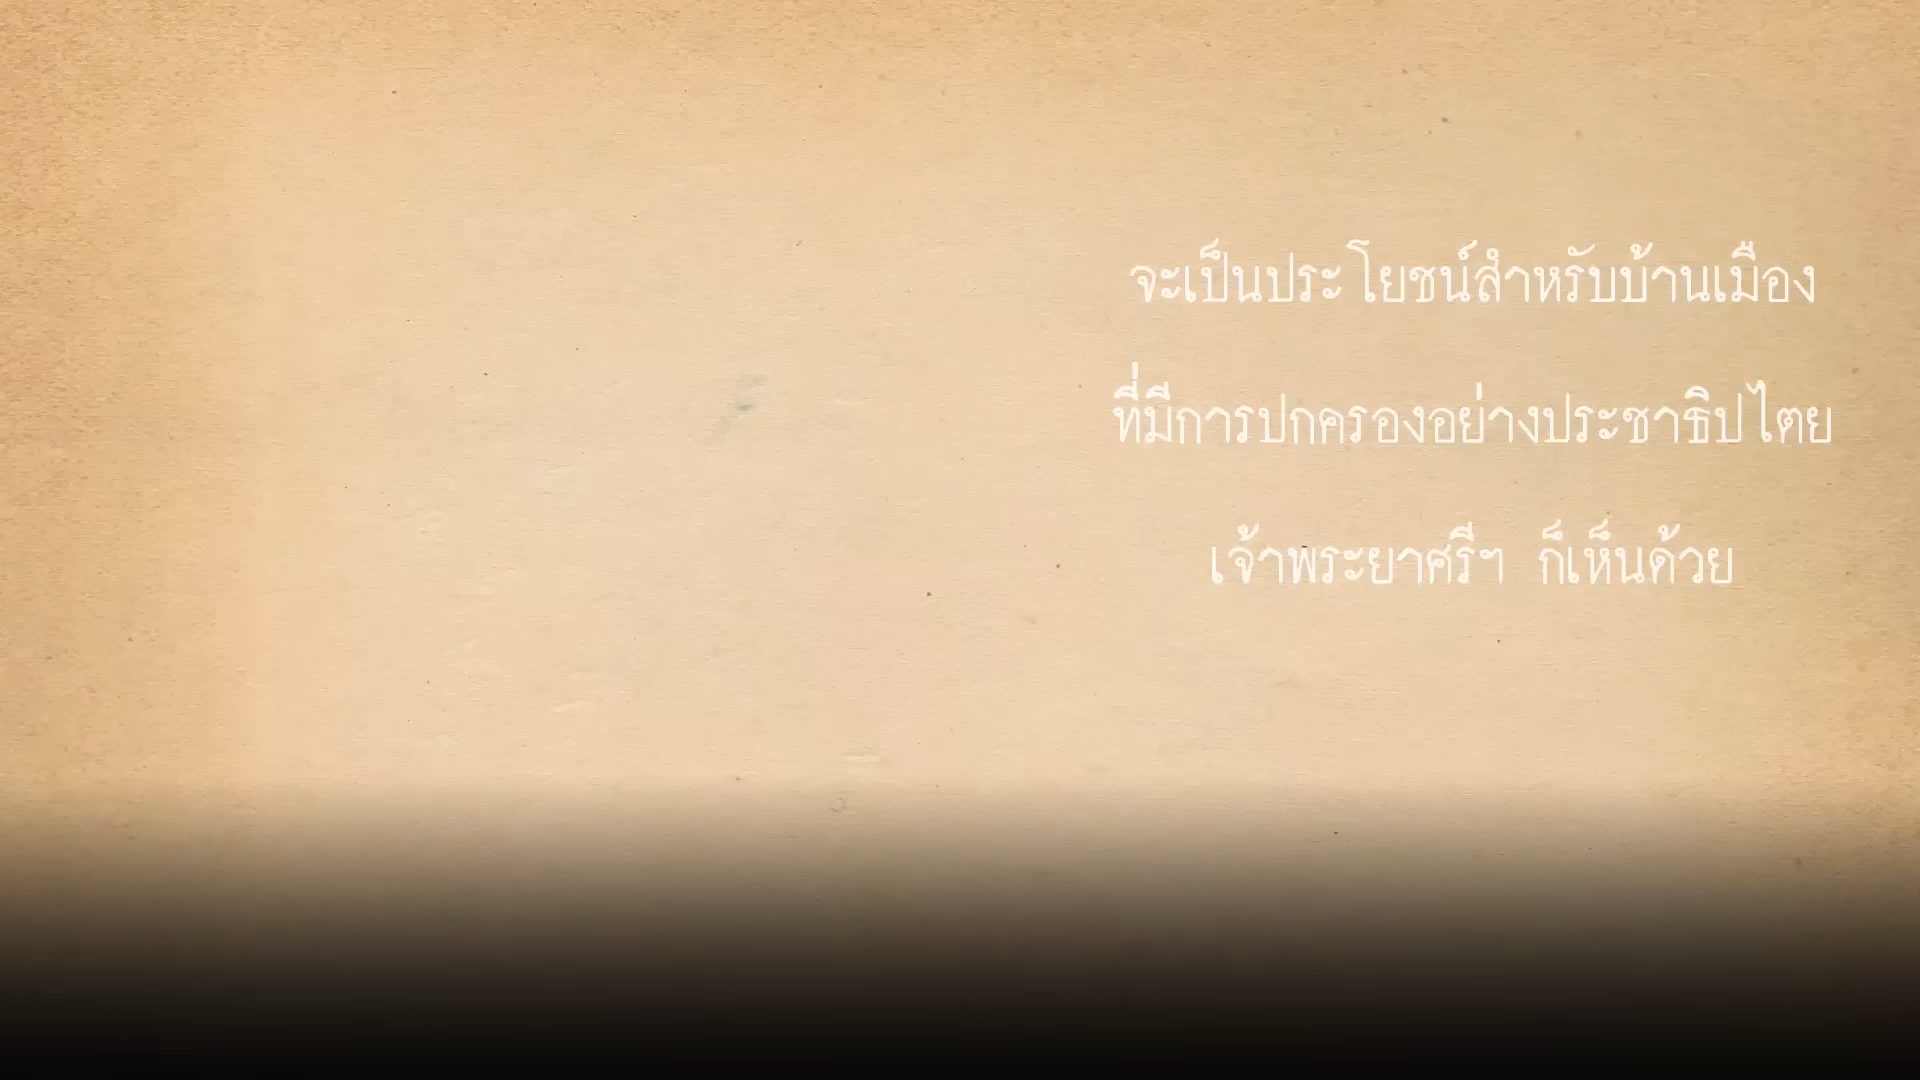 จะเป็นประโยชน์สำหรับบ้านเมือง
ที่มีการปกครองอย่างประชาธิปไตย
เจ้าพระยาศรีฯ ก็เห็นด้วย